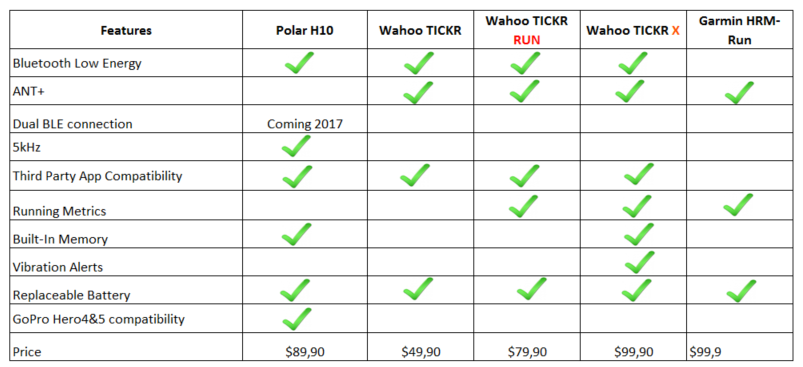 Features Polar H10 Wahoo TICKR Wahoo TICKR RUN Wahoo TICKR X Garmin HRM-Run
Bluetooth Low Energy
ANT+
Dual BLE connection Coming 2017
5kHz
Third Party App Compatibility
Running Metrics
Built-In Memory
Vibration Alerts
Replaceable Battery
GoPro Hero4&5 compatibility
Price $89,90 $49,90 $79,90 $99,90 $99,9